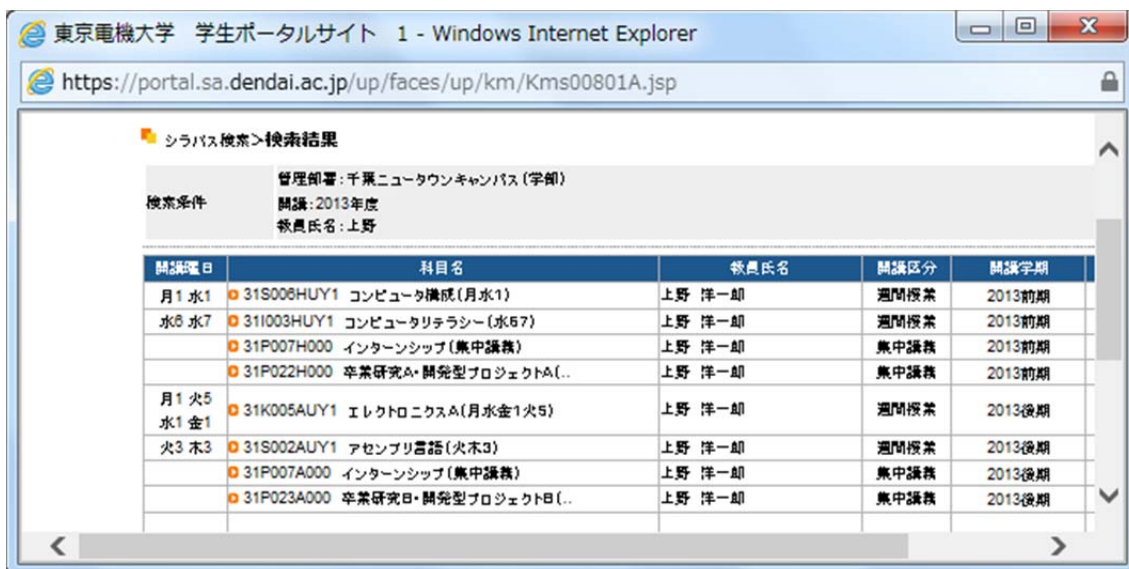 東京電機大学　学生ポータルサイト　1 - Windows Internet Explorer
https://portal.sa.dendai.ac.jp/up/faces/up/km/Kms00801A.jsp
シラバス検索>検索結果
検索条件
管理部署:千葉ニュータウンキャンパス(学部)
開講:2013年度
教員氏名:上野
開講曜日 科目名 教員氏名 開講区分 開講学期
月1 水1 31S006HUY1 コンピュータ構成(月水1) 上野 洋一郎 週間授業 2013前期
水6 水7 31I003HUY1 コンピュータリテラシー(水67) 上野 洋一郎 週間授業 2013前期
31P007H000 インターンシップ(集中講義) 上野 洋一郎 集中講義 2013前期
31P022H000 卒業研究A・開発型プロジェクトA(.. 上野 洋一郎 集中講義 2013前期
月1 火5
水1 金1 31K005AUY1 エレクトロニクスA(月水金1火5) 上野 洋一郎 週間授業 2013後期
火3 木3 31S002AUY1 アセンブリ言語(火木3) 上野 洋一郎 週間授業 2013後期
31P007A000 インターンシップ(集中講義) 上野 洋一郎 集中講義 2013後期
31P023A000 卒業研究B・開発型プロジェクトB(.. 上野 洋一郎 集中講義 2013後期